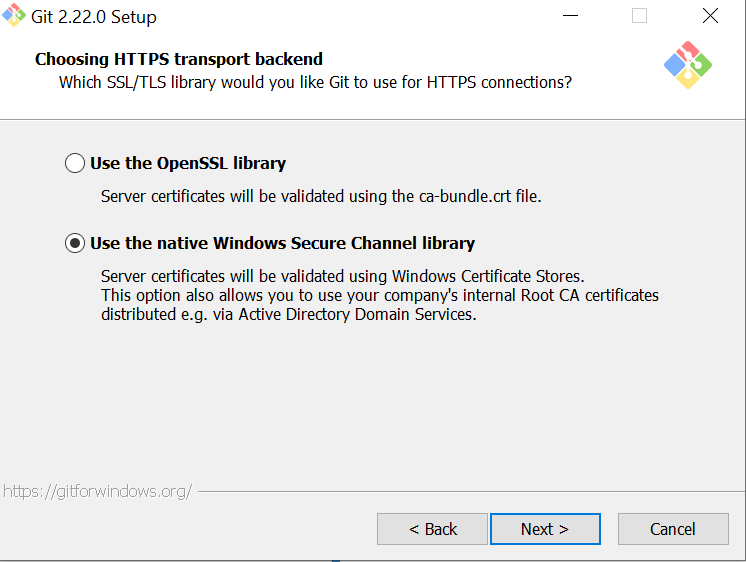 Git 2.22.0 Setup
Choosing HTTPS transport backend
Which SSL/TLS library would you like Git to use for HTTPS connections?
Use the OpenSSL library
Server certificates will be validated using the ca-bundle.crt file.
Use the native Windows Secure Channel library
Server certificates will be validated using Windows Certificate Stores.
This option also allows you to use your company's internal Root CA certificates
distributed e.g. via Active Directory Domain Services.
https://gitforwindows.org/
< Back Next > Cancel